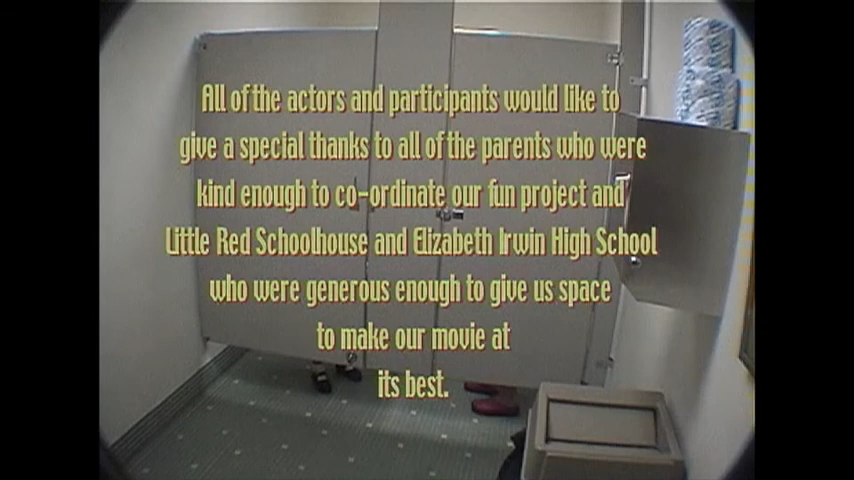 All of the actors and participants would like to
give a special thanks to all of the parents who were
kind enough to co-ordinate our fun project and
Little Red Schoolhouse and Elizabeth Irwin High School
who were generous enough to give us space
to make our movie at
its best.